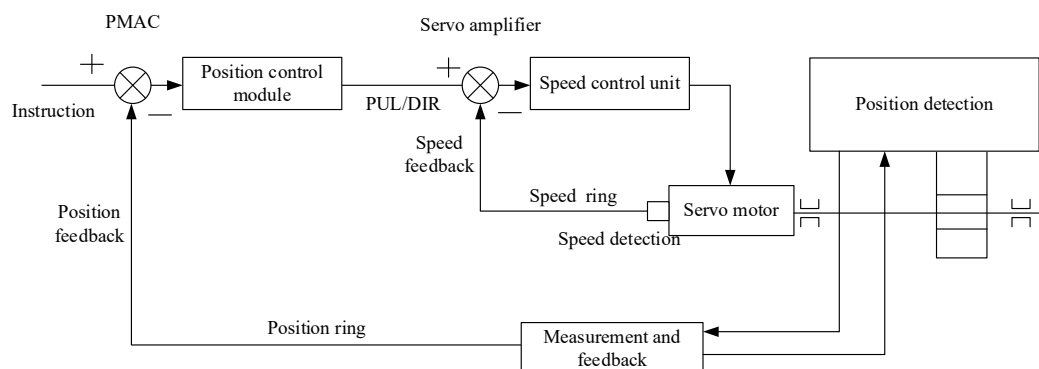 PMAC
Servo amplifier
Position control
module
Speed control unit
Position detection
Instruction
PUL/DIR
Speed
feedback
Speed ring
Servo motor
Position
feedback
Speed detection
Position ring
Measurement and
feedback